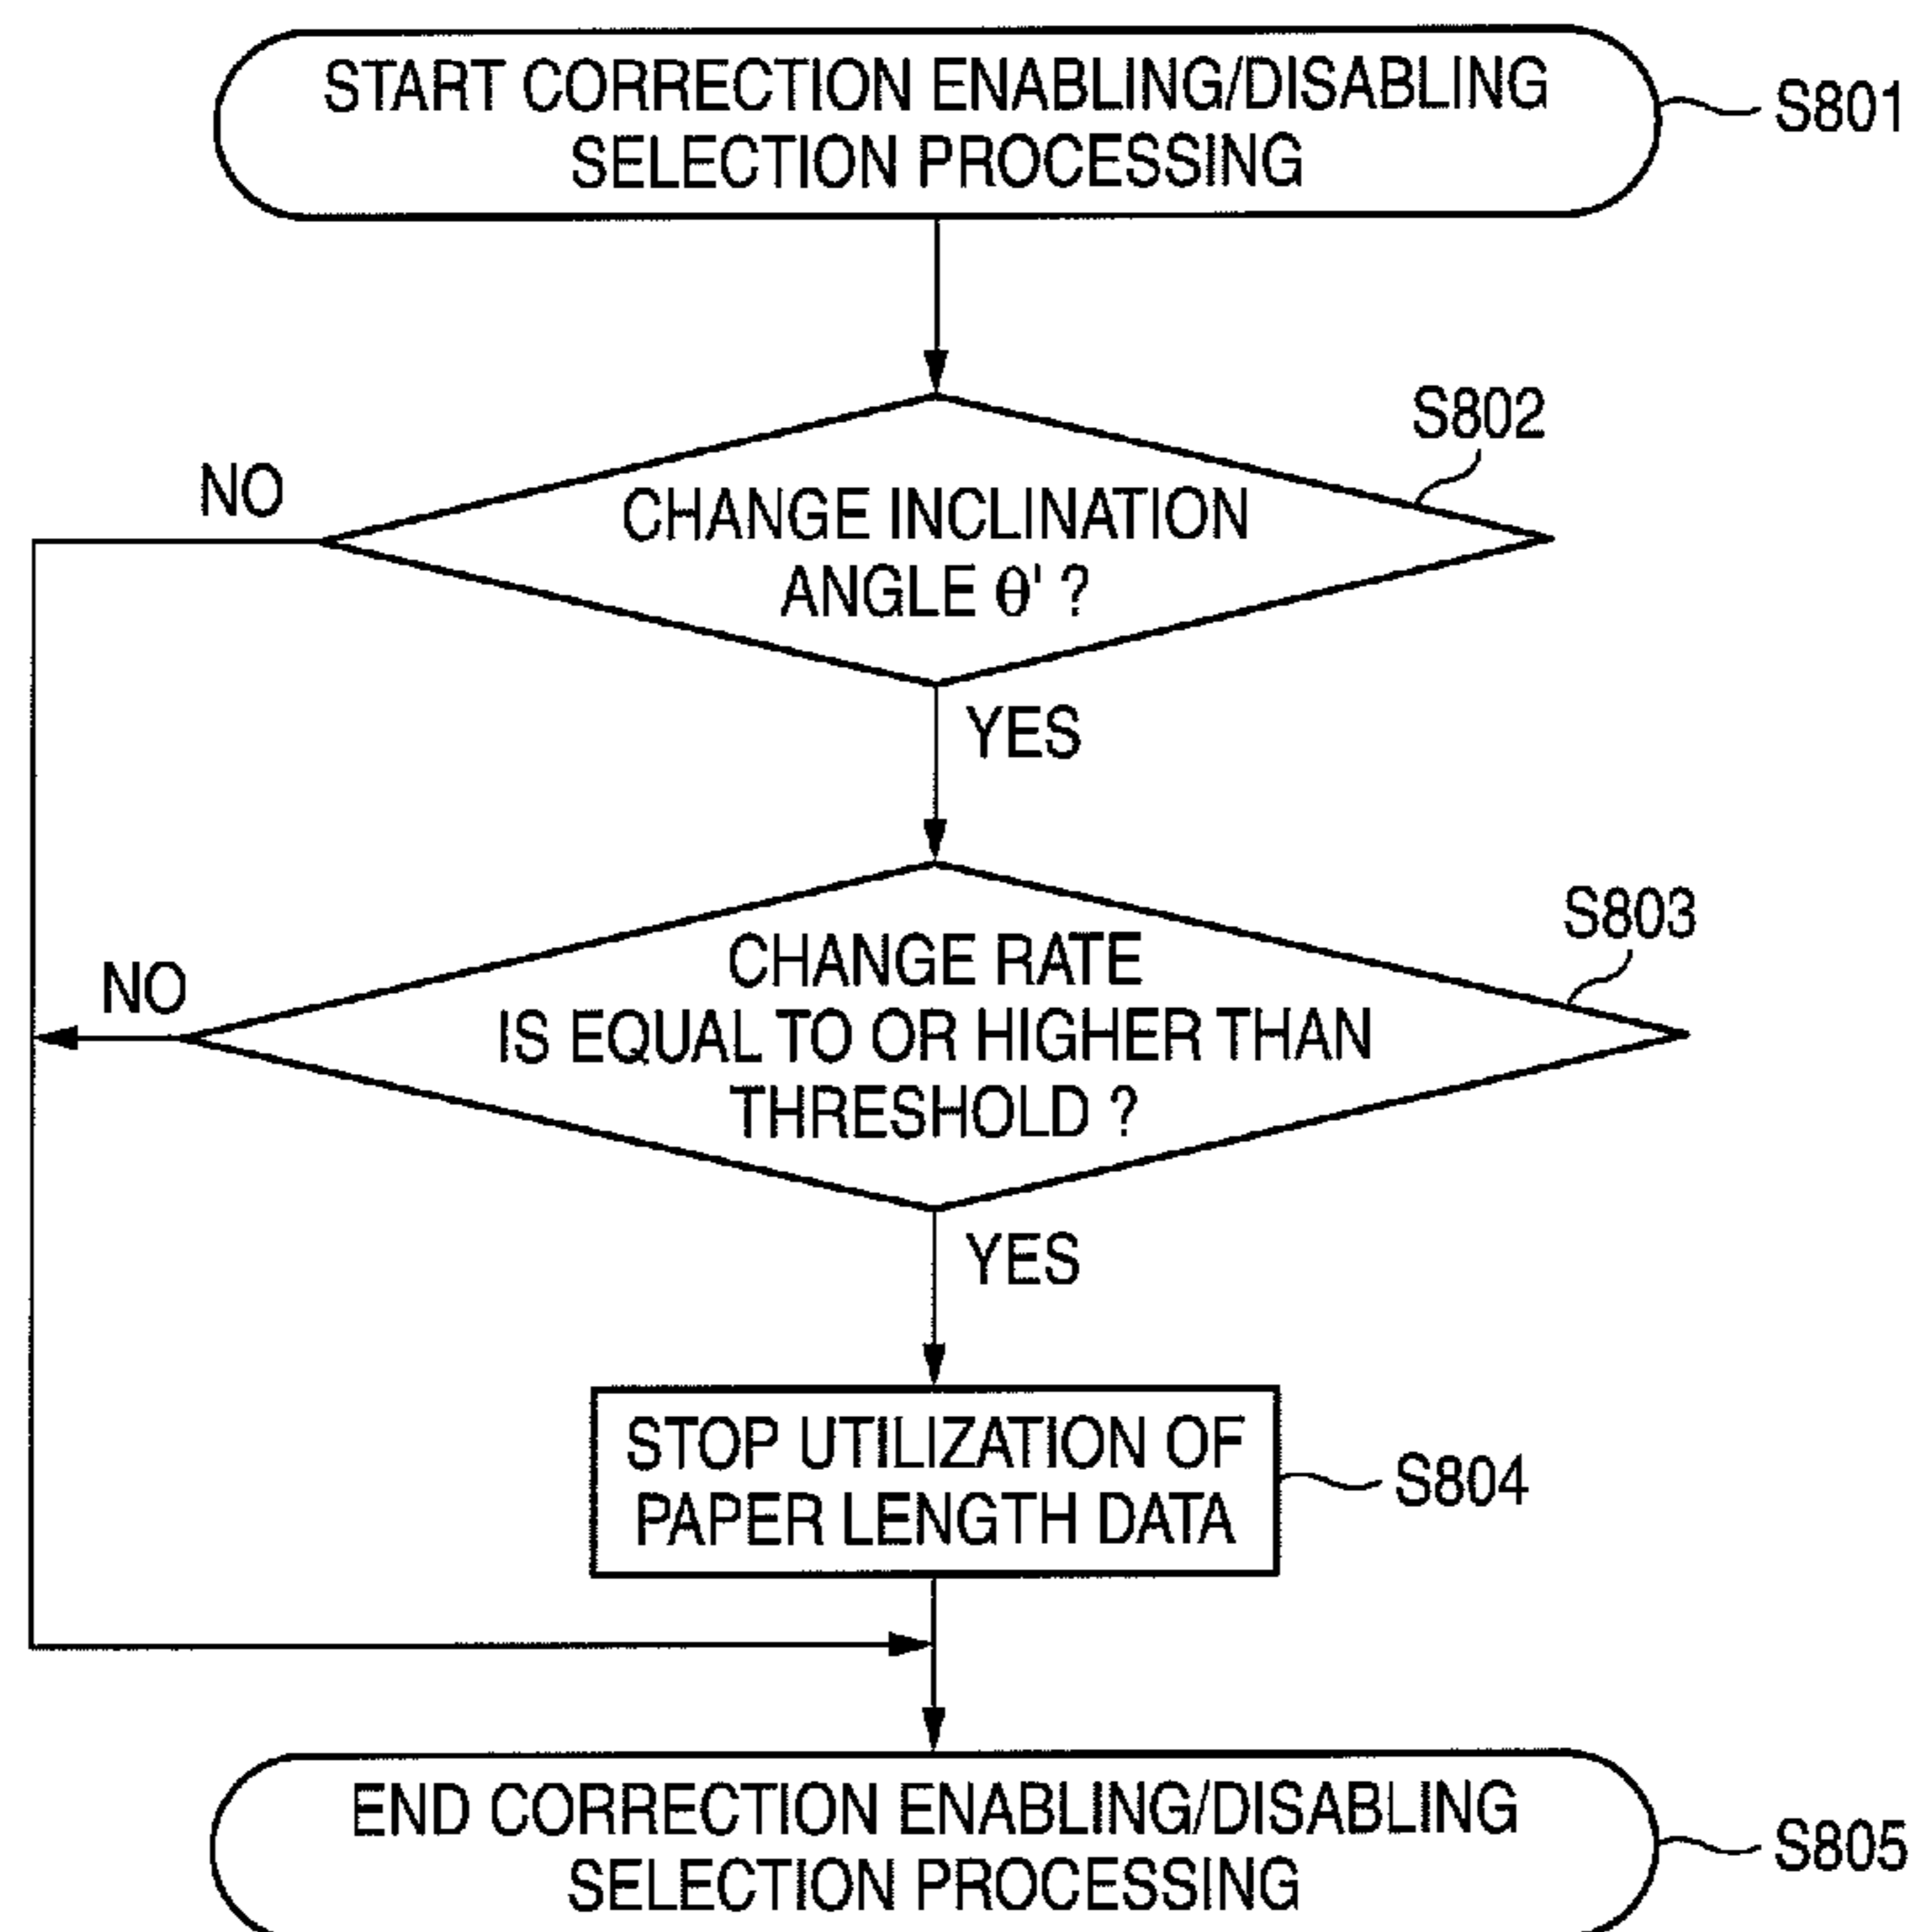 START CORRECTION ENABLING/DISABLING
SELECTION PROCESSING
S801
S802
NO
CHANGE INCLINATION
ANGLE θ' ?
YES
S803
NO
CHANGE RATE
IS EQUAL TO OR HIGHER THAN
THRESHOLD ?
YES
STOP UTILIZATION OF
PAPER LENGTH DATA
S804
END CORRECTION ENABLING/DISABLING
SELECTION PROCESSING
S805